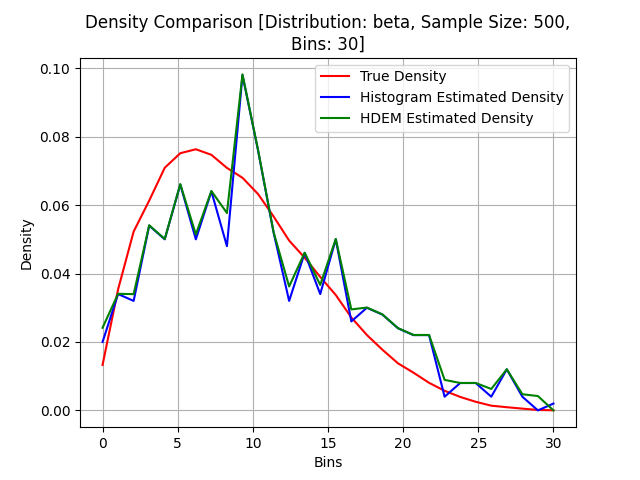 Density Comparison [Distribution: beta, Sample Size: 500,
Bins: 30]
True Density
Histogram Estimated Density
HDEM Estimated Density
Density
0.10
0.08
0.06
0.04
0.02
0.00
0 5 10 15 20 25 30
Bins